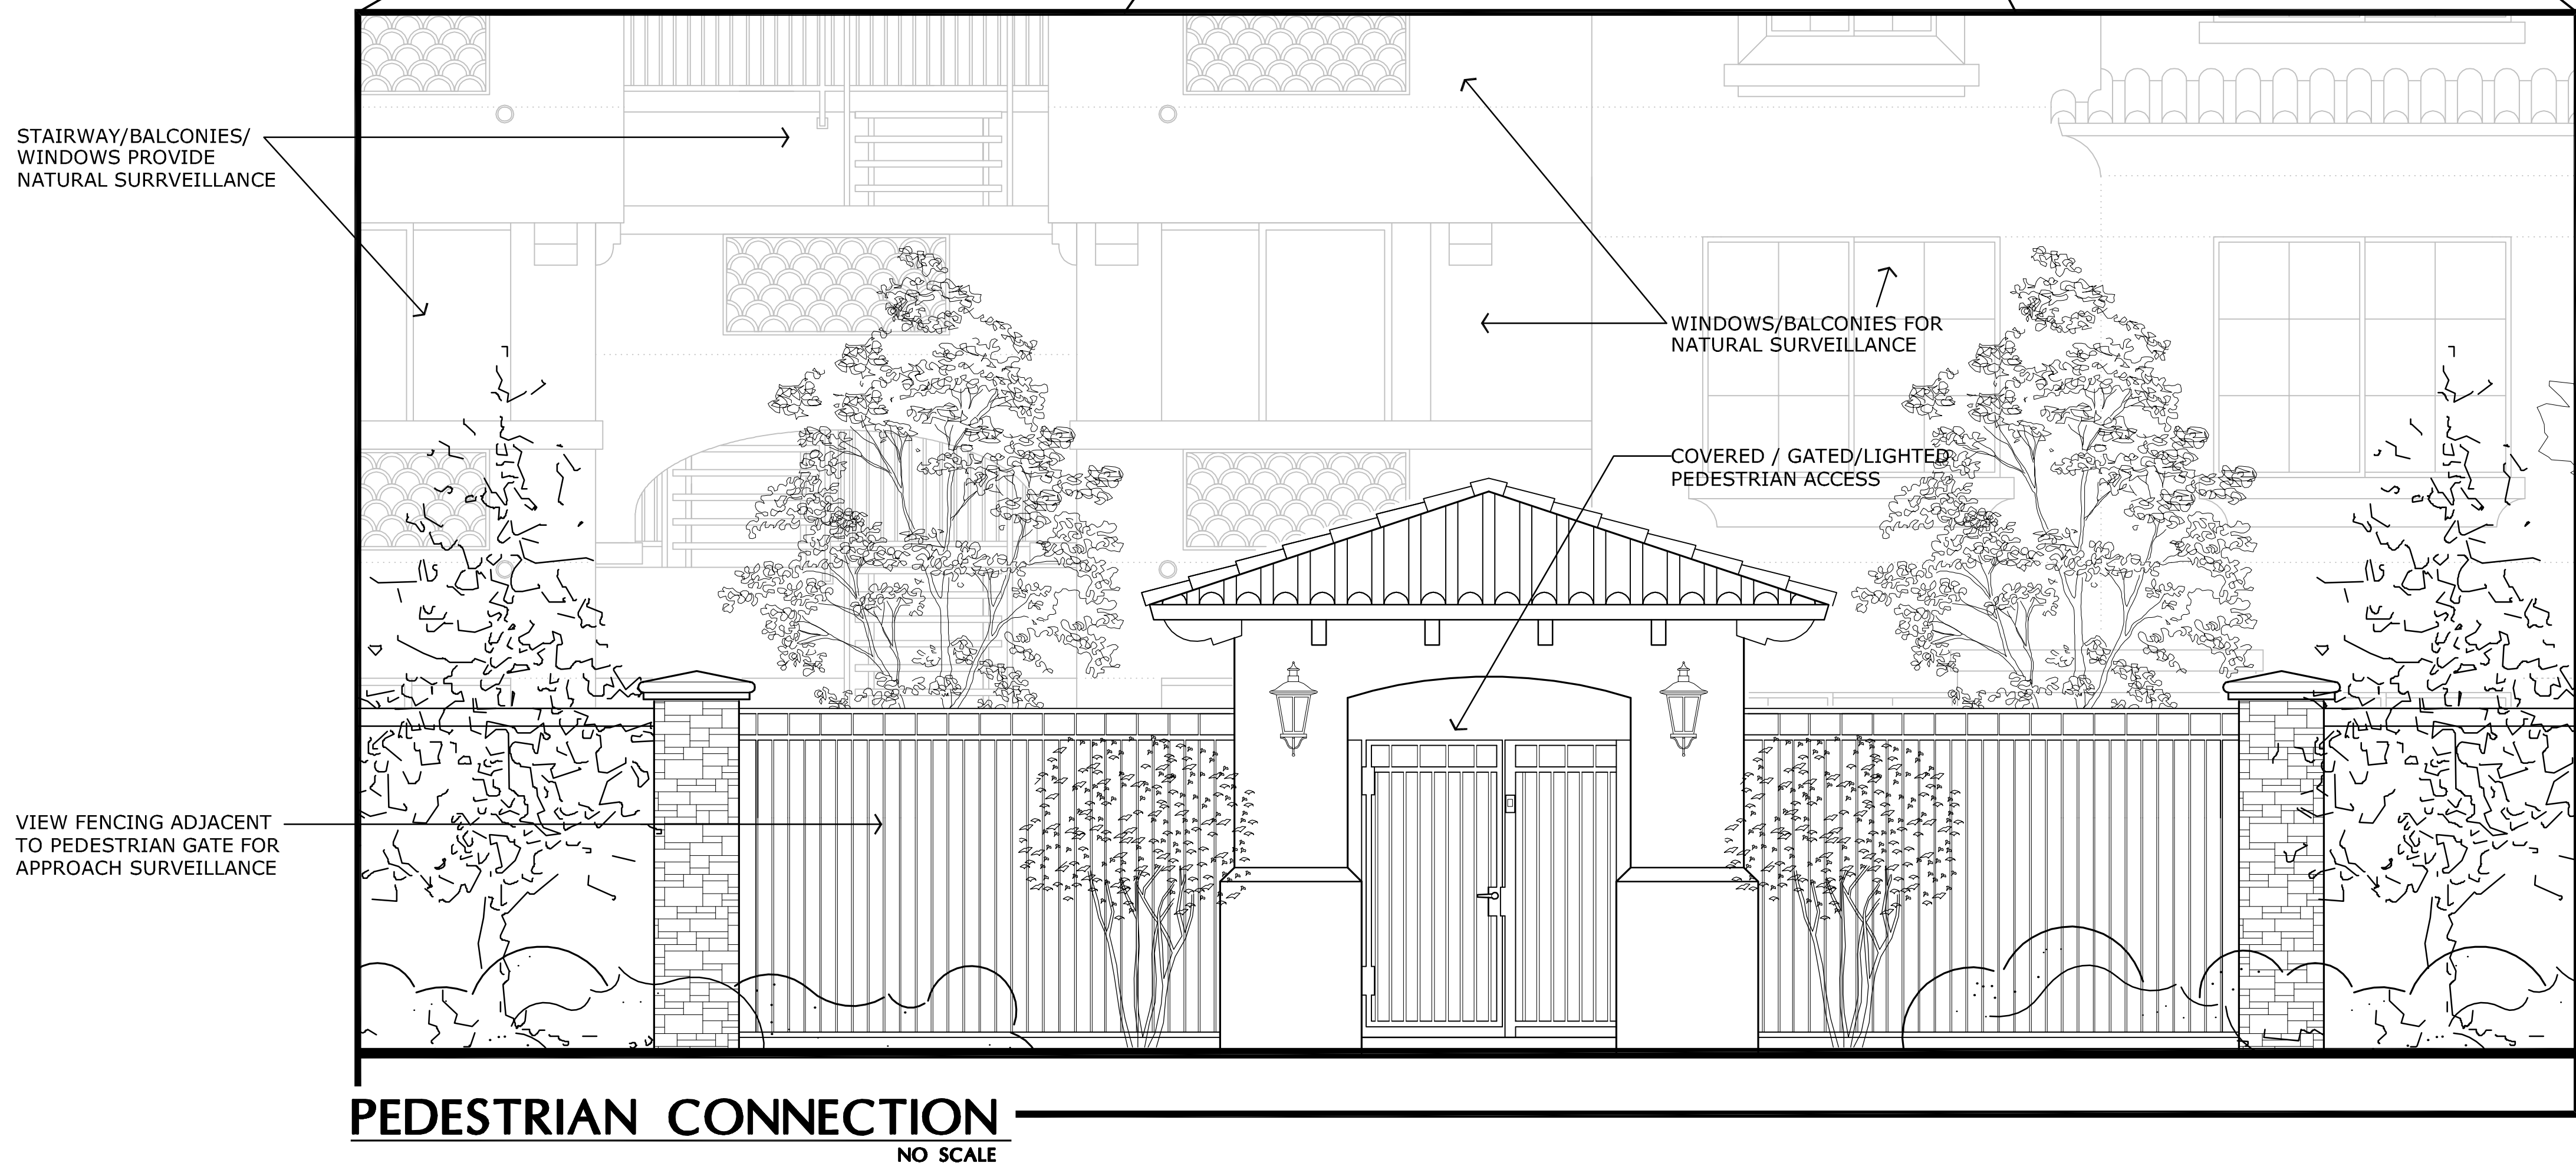 STAIRWAY/BALCONIES/
WINDOWS PROVIDE
NATURAL SURRVEILLANCE
WINDOWS/BALCONIES FOR
NATURAL SURVEILLANCE
COVERED / GATED/LIGHTED
PEDESTRIAN ACCESS
VIEW FENCING ADJACENT
TO PEDESTRIAN GATE FOR
APPROACH SURVEILLANCE
PEDESTRIAN CONNECTION
NO SCALE